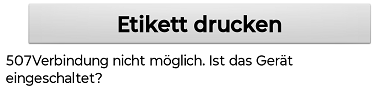 Etikett drucken
507Verbindung nicht möglich. Ist das Gerät
eingeschaltet?